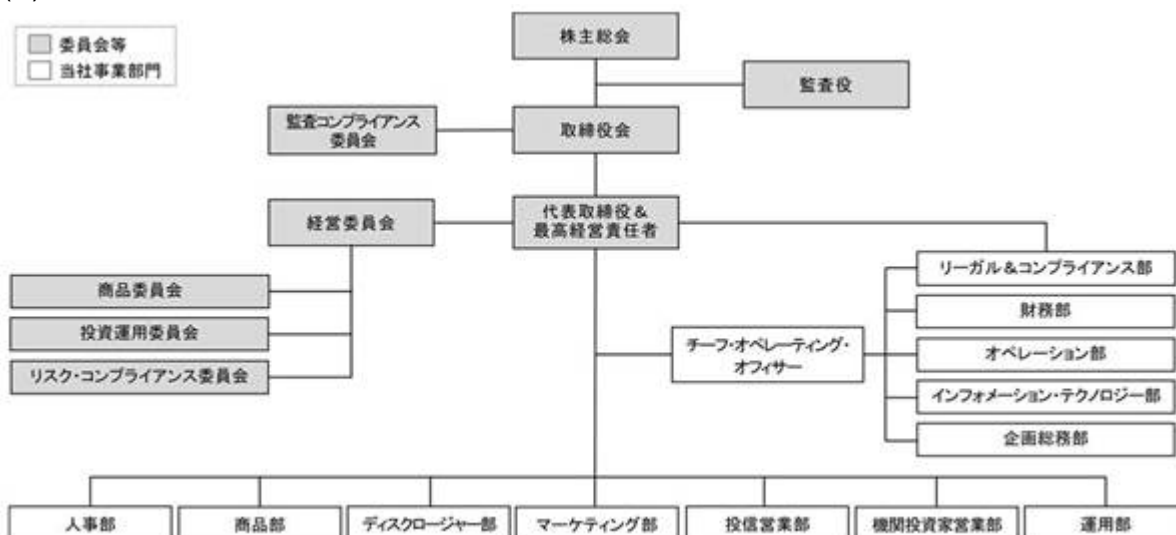 委員会等
当社事業部門
株主総会
監査役
監査コンプライアンス
委員会
取締役会
経営委員会
代表取締役&
最高経営責任者
商品委員会
投資運用委員会
リスク・コンプライアンス委員会
チーフ・オペレーティング・
オフィサー
リーガル&コンプライアンス部
財務部
オペレーション部
インフォメーション・テクノロジー部
企画総務部
人事部
商品部
ディスクロージャー部
マーケティング部
投信営業部
機関投資家営業部
運用部